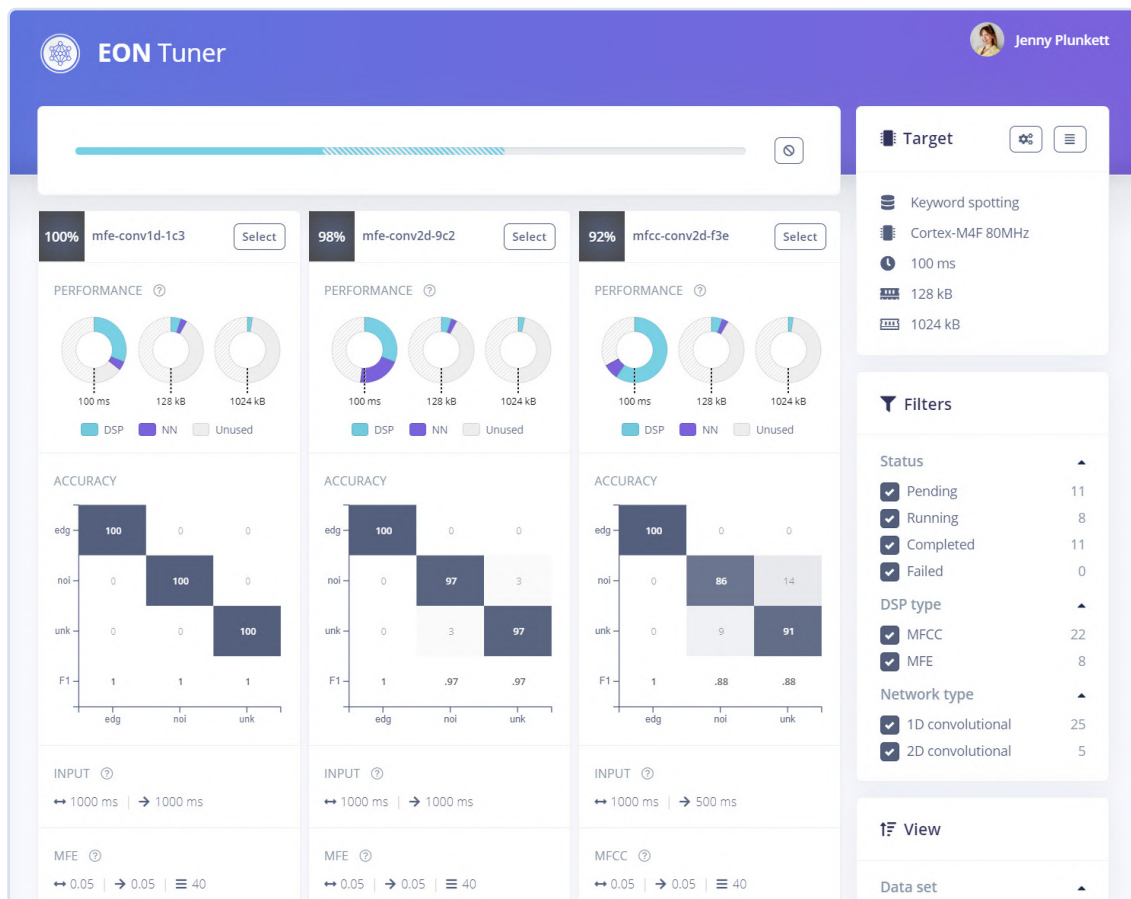 EON Tuner
Jenny Plunkett
100% mfe-conv1d-1c3 Select
PERFORMANCE ?
100 ms 128 kB 1024 kB
DSP NN Unused
ACCURACY
edg 100 0 0
noi 0 100 0
unk 0 0 100
F1 1 1 1
edg noi unk
INPUT ?
1000 ms | 1000 ms
MFE ?
0.05 | 0.05 | 40
98% mfe-conv2d-9c2 Select
PERFORMANCE ?
100 ms 128 kB 1024 kB
DSP NN Unused
ACCURACY
edg 100 0 0
noi 0 97 3
unk 0 3 97
F1 1 .97 .97
edg noi unk
INPUT ?
1000 ms | 1000 ms
MFE ?
0.05 | 0.05 | 40
92% mfcc-conv2d-f3e Select
PERFORMANCE ?
100 ms 128 kB 1024 kB
DSP NN Unused
ACCURACY
edg 100 0 0
noi 0 86 14
unk 0 9 91
F1 1 .88 .88
edg noi unk
INPUT ?
1000 ms | 500 ms
MFCC ?
0.05 | 0.05 | 40
Target
Keyword spotting
Cortex-M4F 80MHz
100 ms
128 kB
1024 kB
Filters
Status
Pending 11
Running 8
Completed 11
Failed 0
DSP type
MFCC 22
MFE 8
Network type
1D convolutional 25
2D convolutional 5
View
Data set